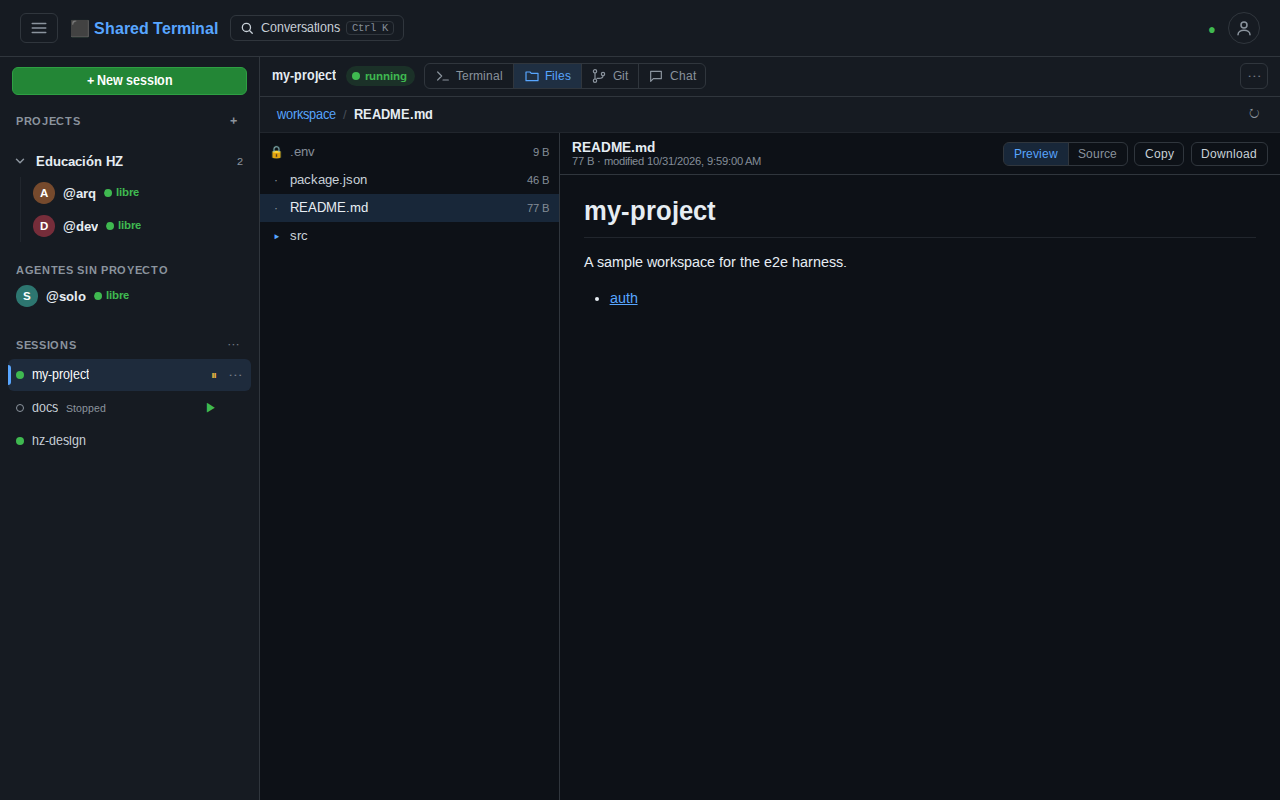 Shared Terminal
Conversations Ctrl K
+ New session
PROJECTS +
Educación HZ 2
A @arq libre
D @dev libre
AGENTES SIN PROYECTO
S @solo libre
SESSIONS ···
my-project ···
docs Stopped
hz-design
my-project running Terminal Files Git Chat ···
workspace / README.md
.env 9 B
· package.json 46 B
· README.md 77 B
src
README.md
77 B · modified 10/31/2026, 9:59:00 AM
Preview Source Copy Download
my-project
A sample workspace for the e2e harness.
• auth